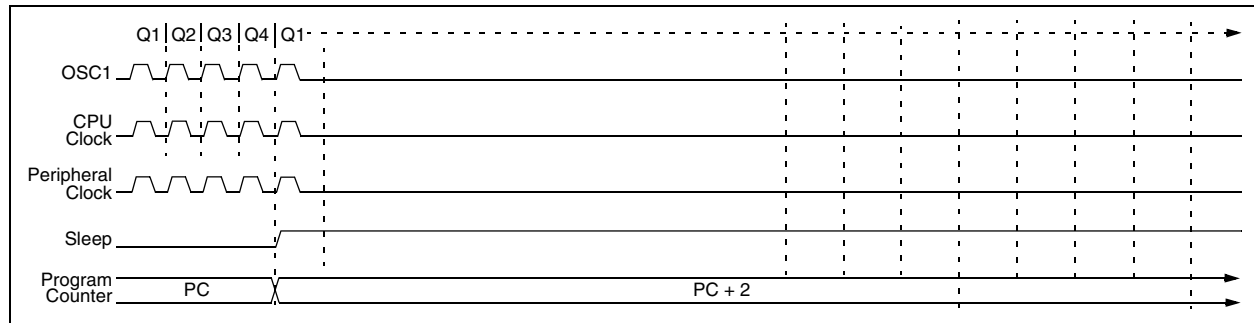 Q1 Q2 Q3 Q4 Q1
OSC1
CPU
Clock
Peripheral
Clock
Sleep
Program
Counter
PC
PC + 2